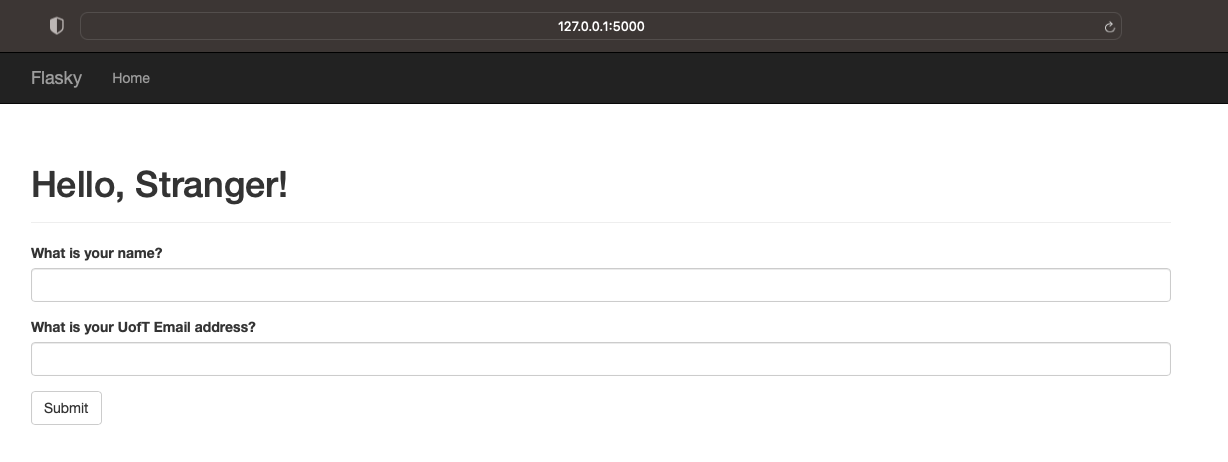 127.0.0.1:5000
Flasky Home
Hello, Stranger!
What is your name?
What is your UofT Email address?
Submit